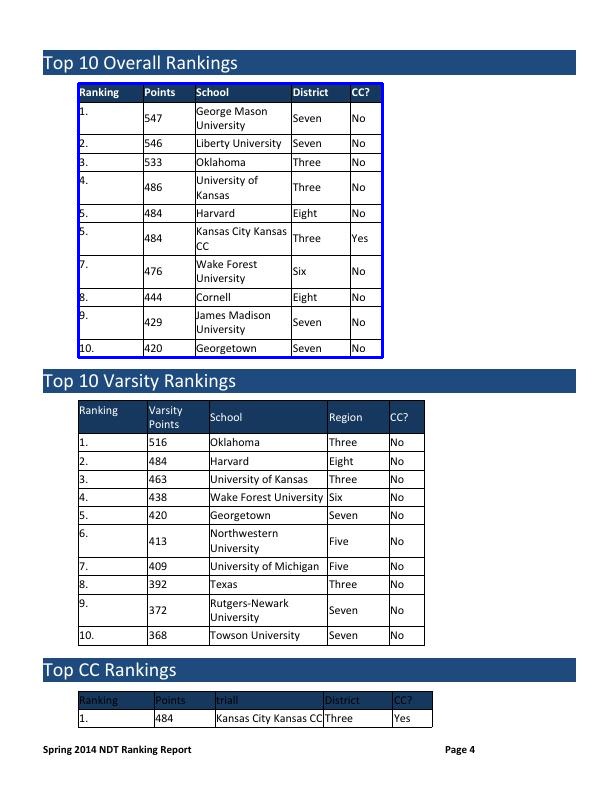 Top 10 Overall Rankings
Ranking Points School District CC?
1. 547 George Mason University Seven No
2. 546 Liberty University Seven No
3. 533 Oklahoma Three No
4. 486 University of Kansas Three No
5. 484 Harvard Eight No
5. 484 Kansas City Kansas CC Three Yes
7. 476 Wake Forest University Six No
8. 444 Cornell Eight No
9. 429 James Madison University Seven No
10. 420 Georgetown Seven No
Top 10 Varsity Rankings
Ranking Varsity Points School Region CC?
1. 516 Oklahoma Three No
2. 484 Harvard Eight No
3. 463 University of Kansas Three No
4. 438 Wake Forest University Six No
5. 420 Georgetown Seven No
6. 413 Northwestern University Five No
7. 409 University of Michigan Five No
8. 392 Texas Three No
9. 372 Rutgers-Newark University Seven No
10. 368 Towson University Seven No
Top CC Rankings
Ranking Points triall District CC?
1. 484 Kansas City Kansas CC Three Yes
Spring 2014 NDT Ranking Report Page 4